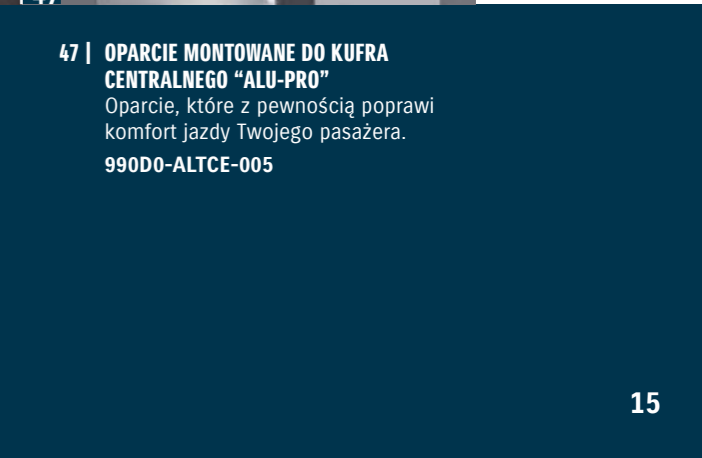 47
47 | OPARCIE MONTOWANE DO KUFRA
CENTRALNEGO “ALU-PRO”
Oparcie, które z pewnością poprawi
komfort jazdy Twojego pasażera.
990D0-ALTCE-005
15